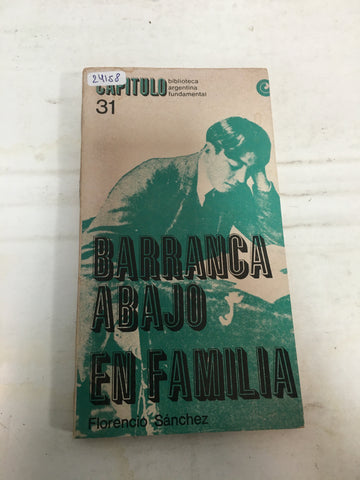 24158
CAPITULO
biblioteca
argentina
fundamental
31
BARRANCA
ABAJO
EN FAMILIA
Florencio Sánchez